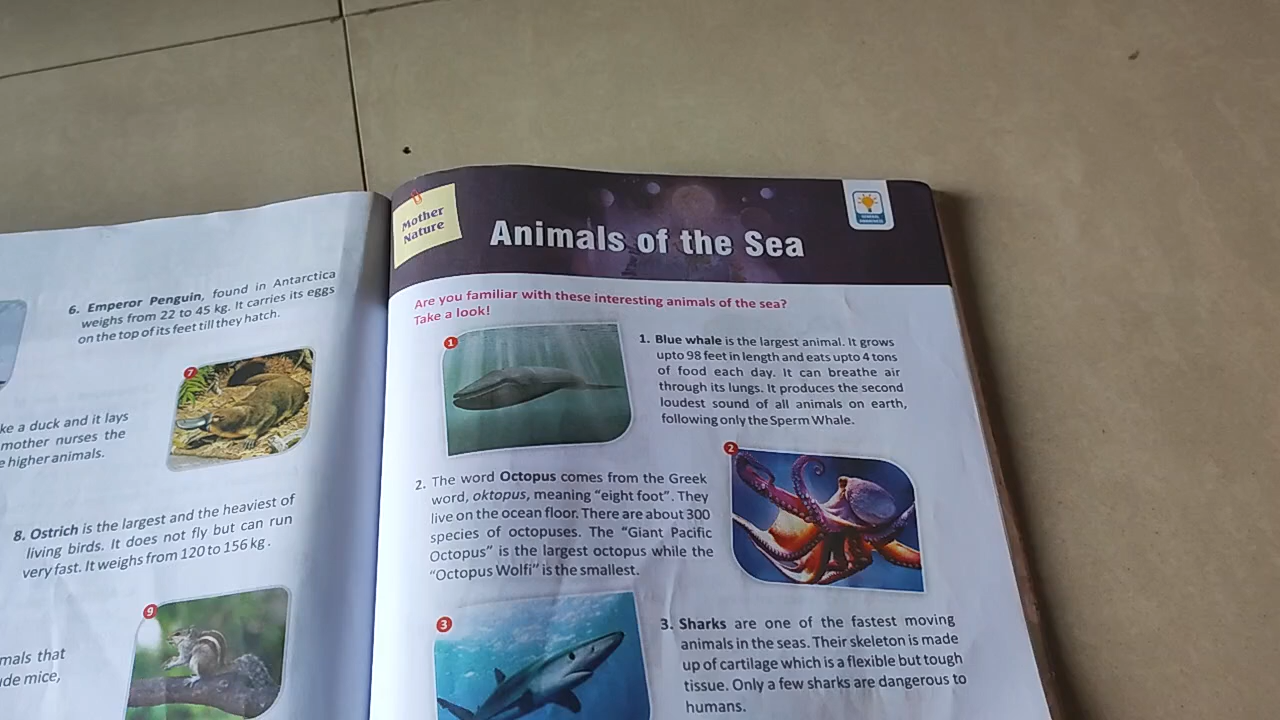 6. Emperor Penguin, found in Antarctica
weighs from 22 to 45 kg. It carries its eggs
on the top of its feet till they hatch.
7
ke a duck and it lays
mother nurses the
higher animals.
8. Ostrich is the largest and the heaviest of
living birds. It does not fly but can run
very fast. It weighs from 120 to 156 kg.
9
mals that
ude mice,
Mother
Nature
Animals of the Sea
GENERAL
AWARENESS
Are you familiar with these interesting animals of the sea?
Take a look!
1
1. Blue whale is the largest animal. It grows
upto 98 feet in length and eats upto 4 tons
of food each day. It can breathe air
through its lungs. It produces the second
loudest sound of all animals on earth,
following only the Sperm Whale.
2
2. The word Octopus comes from the Greek
word, oktopus, meaning “eight foot”. They
live on the ocean floor. There are about 300
species of octopuses. The “Giant Pacific
Octopus” is the largest octopus while the
“Octopus Wolfi” is the smallest.
3
3. Sharks are one of the fastest moving
animals in the seas. Their skeleton is made
up of cartilage which is a flexible but tough
tissue. Only a few sharks are dangerous to
humans.